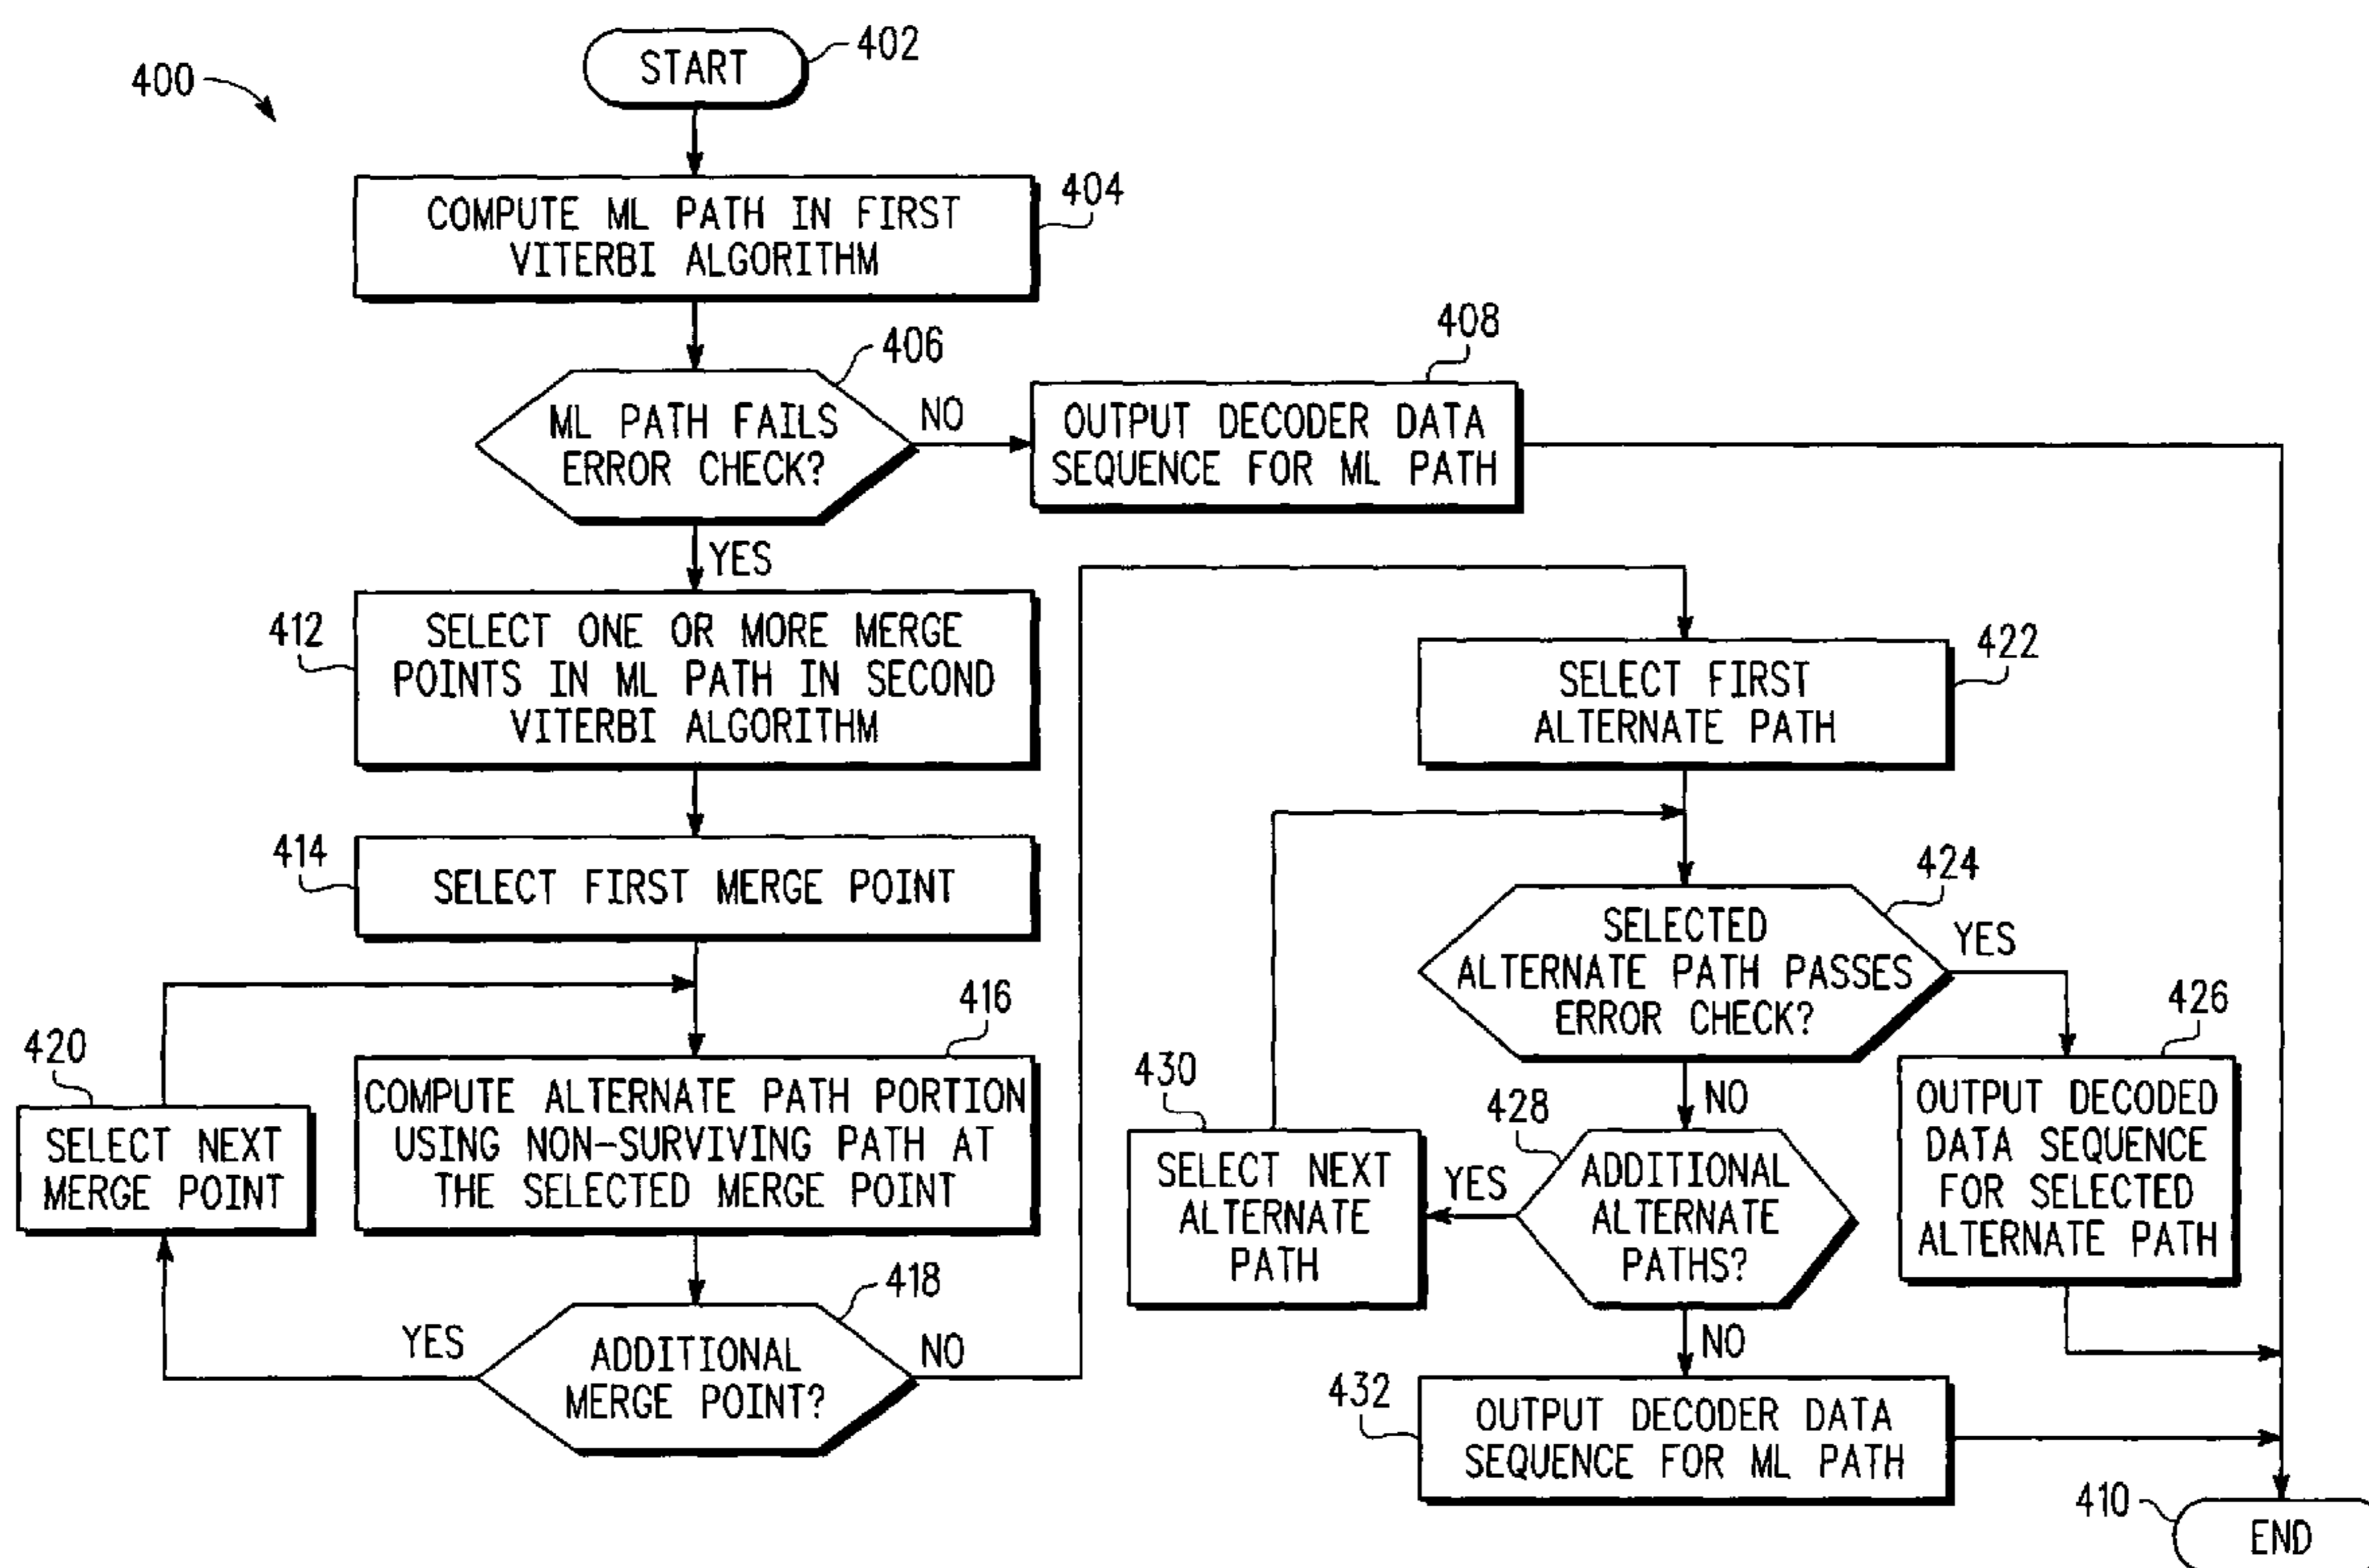 400
START
402
COMPUTE ML PATH IN FIRST
VITERBI ALGORITHM
404
ML PATH FAILS
ERROR CHECK?
406
NO
YES
OUTPUT DECODER DATA
SEQUENCE FOR ML PATH
408
412
SELECT ONE OR MORE MERGE
POINTS IN ML PATH IN SECOND
VITERBI ALGORITHM
414
SELECT FIRST MERGE POINT
416
COMPUTE ALTERNATE PATH PORTION
USING NON-SURVIVING PATH AT
THE SELECTED MERGE POINT
420
SELECT NEXT
MERGE POINT
418
ADDITIONAL
MERGE POINT?
YES
NO
422
SELECT FIRST
ALTERNATE PATH
424
SELECTED
ALTERNATE PATH PASSES
ERROR CHECK?
YES
NO
426
OUTPUT DECODED
DATA SEQUENCE
FOR SELECTED
ALTERNATE PATH
428
ADDITIONAL
ALTERNATE
PATHS?
YES
NO
430
SELECT NEXT
ALTERNATE
PATH
432
OUTPUT DECODER DATA
SEQUENCE FOR ML PATH
410
END